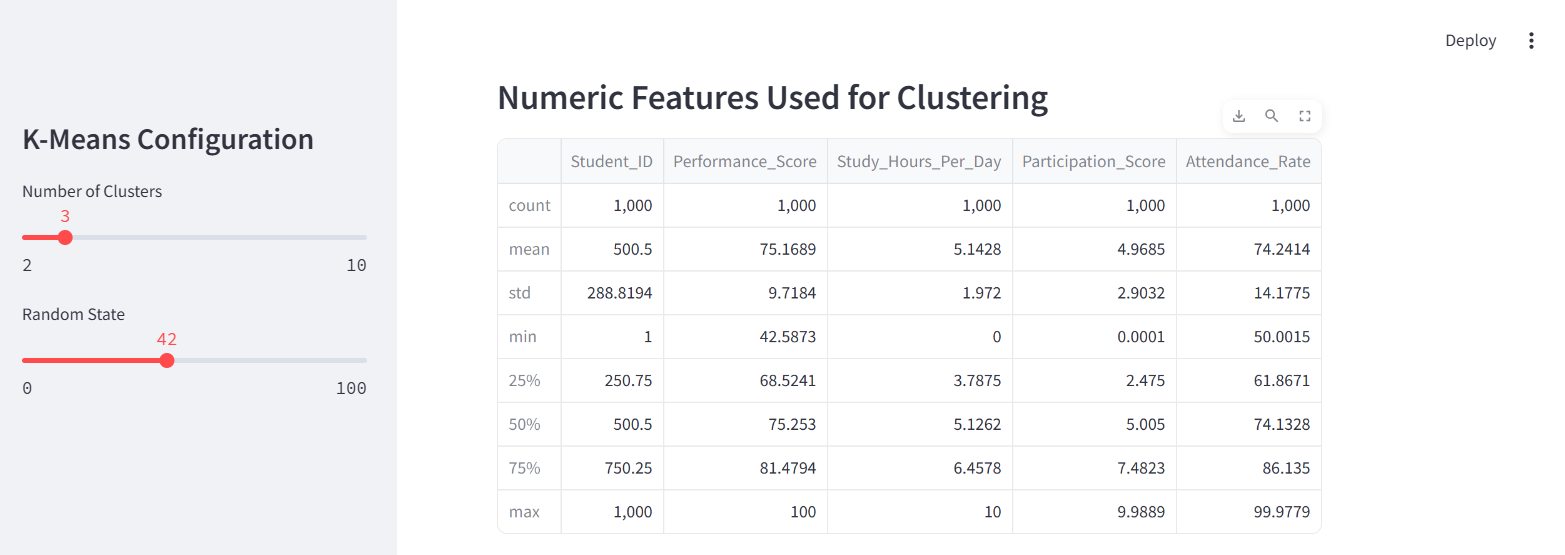 Deploy
K-Means Configuration
Number of Clusters
3
2 10
Random State
42
0 100
Numeric Features Used for Clustering
Student_ID Performance_Score Study_Hours_Per_Day Participation_Score Attendance_Rate
count 1,000 1,000 1,000 1,000 1,000
mean 500.5 75.1689 5.1428 4.9685 74.2414
std 288.8194 9.7184 1.972 2.9032 14.1775
min 1 42.5873 0 0.0001 50.0015
25% 250.75 68.5241 3.7875 2.475 61.8671
50% 500.5 75.253 5.1262 5.005 74.1328
75% 750.25 81.4794 6.4578 7.4823 86.135
max 1,000 100 10 9.9889 99.9779